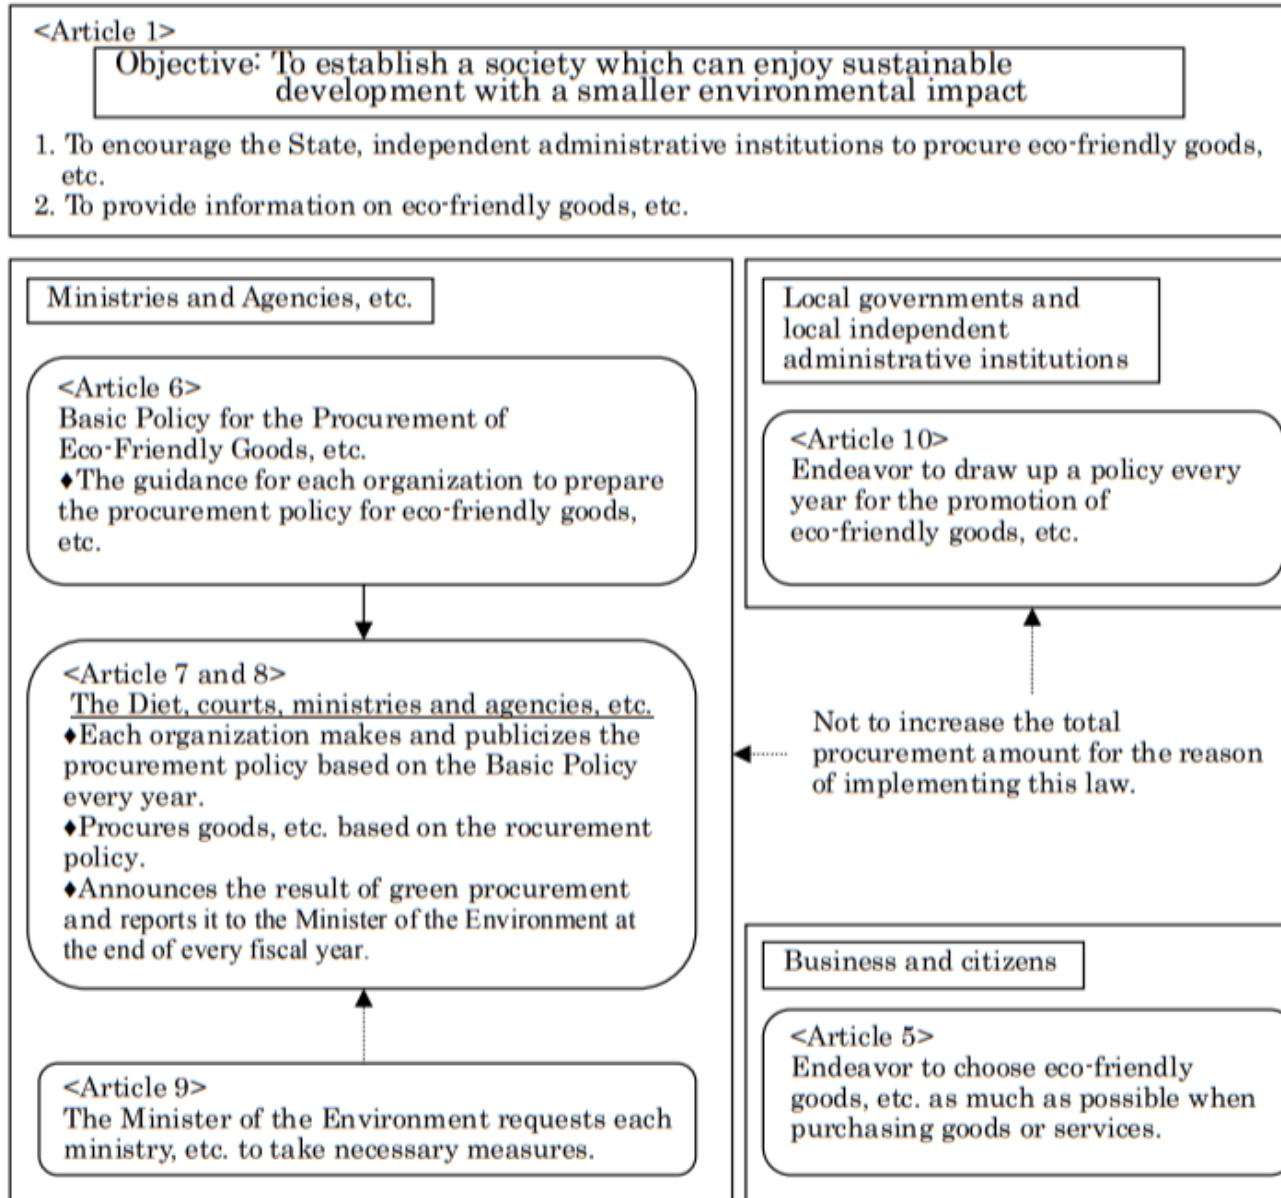 <Article 1>
Objective: To establish a society which can enjoy sustainable
development with a smaller environmental impact
1. To encourage the State, independent administrative institutions to procure eco-friendly goods,
etc.
2. To provide information on eco-friendly goods, etc.
Ministries and Agencies, etc.
<Article 6>
Basic Policy for the Procurement of
Eco-Friendly Goods, etc.
♦The guidance for each organization to prepare
the procurement policy for eco-friendly goods,
etc.
<Article 7 and 8>
The Diet, courts, ministries and agencies, etc.
♦Each organization makes and publicizes the
procurement policy based on the Basic Policy
every year.
♦Procures goods, etc. based on the rocurement
policy.
♦Announces the result of green procurement
and reports it to the Minister of the Environment at
the end of every fiscal year.
<Article 9>
The Minister of the Environment requests each
ministry, etc. to take necessary measures.
Local governments and
local independent
administrative institutions
<Article 10>
Endeavor to draw up a policy every
year for the promotion of
eco-friendly goods, etc.
Not to increase the total
procurement amount for the reason
of implementing this law.
Business and citizens
<Article 5>
Endeavor to choose eco-friendly
goods, etc. as much as possible when
purchasing goods or services.